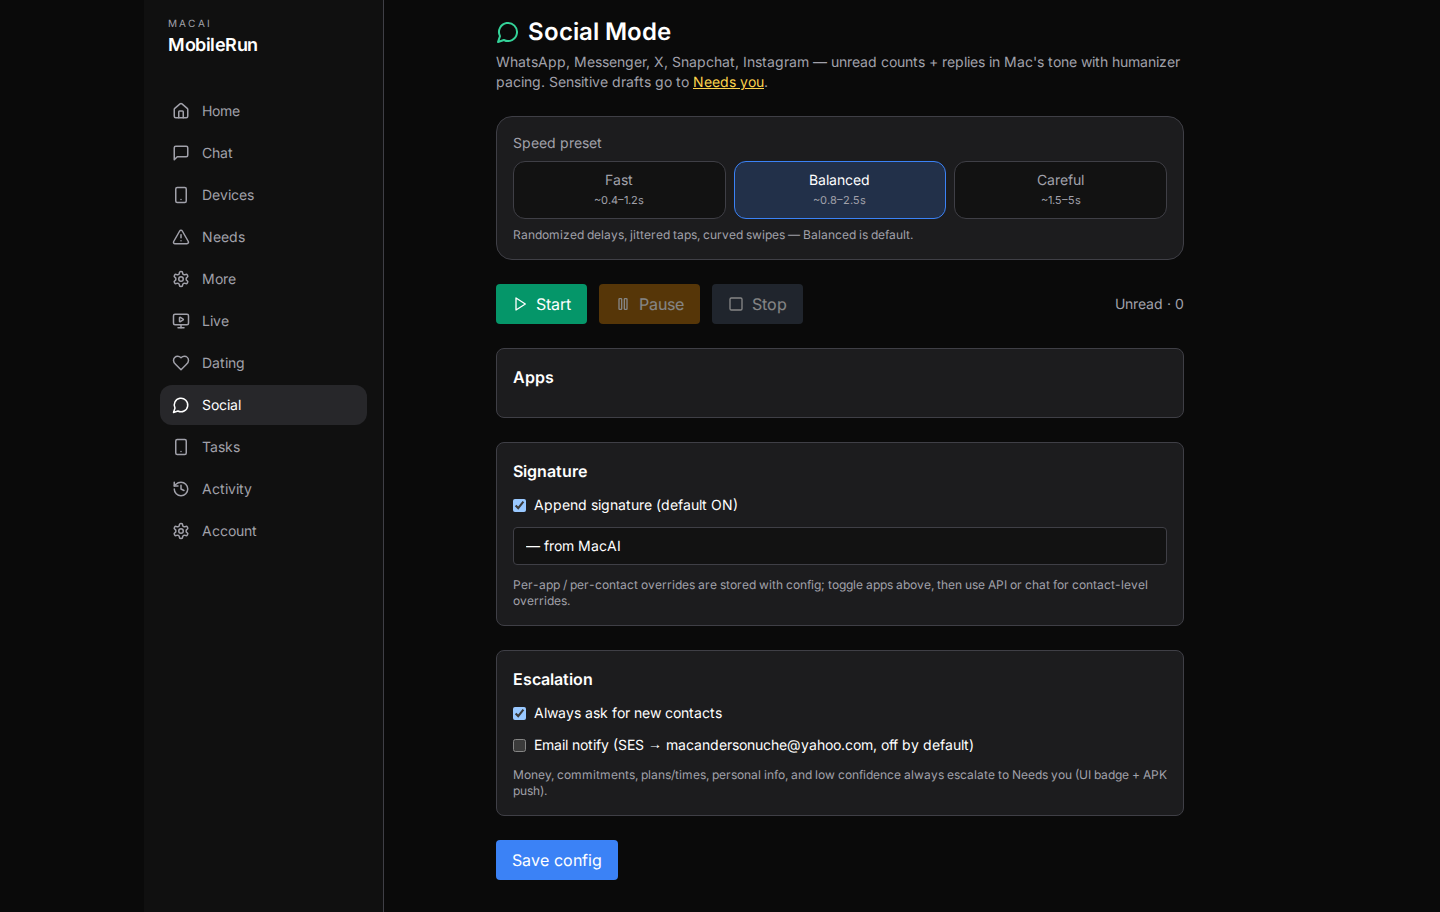 MACAI
MobileRun
Home
Chat
Devices
Needs
More
Live
Dating
Social
Tasks
Activity
Account
Social Mode
WhatsApp, Messenger, X, Snapchat, Instagram — unread counts + replies in Mac's tone with humanizer
pacing. Sensitive drafts go to Needs you.
Speed preset
Fast
~0.4–1.2s
Balanced
~0.8–2.5s
Careful
~1.5–5s
Randomized delays, jittered taps, curved swipes — Balanced is default.
Start
Pause
Stop
Unread · 0
Apps
Signature
Append signature (default ON)
— from MacAI
Per-app / per-contact overrides are stored with config; toggle apps above, then use API or chat for contact-level
overrides.
Escalation
Always ask for new contacts
Email notify (SES → macandersonuche@yahoo.com, off by default)
Money, commitments, plans/times, personal info, and low confidence always escalate to Needs you (UI badge + APK
push).
Save config